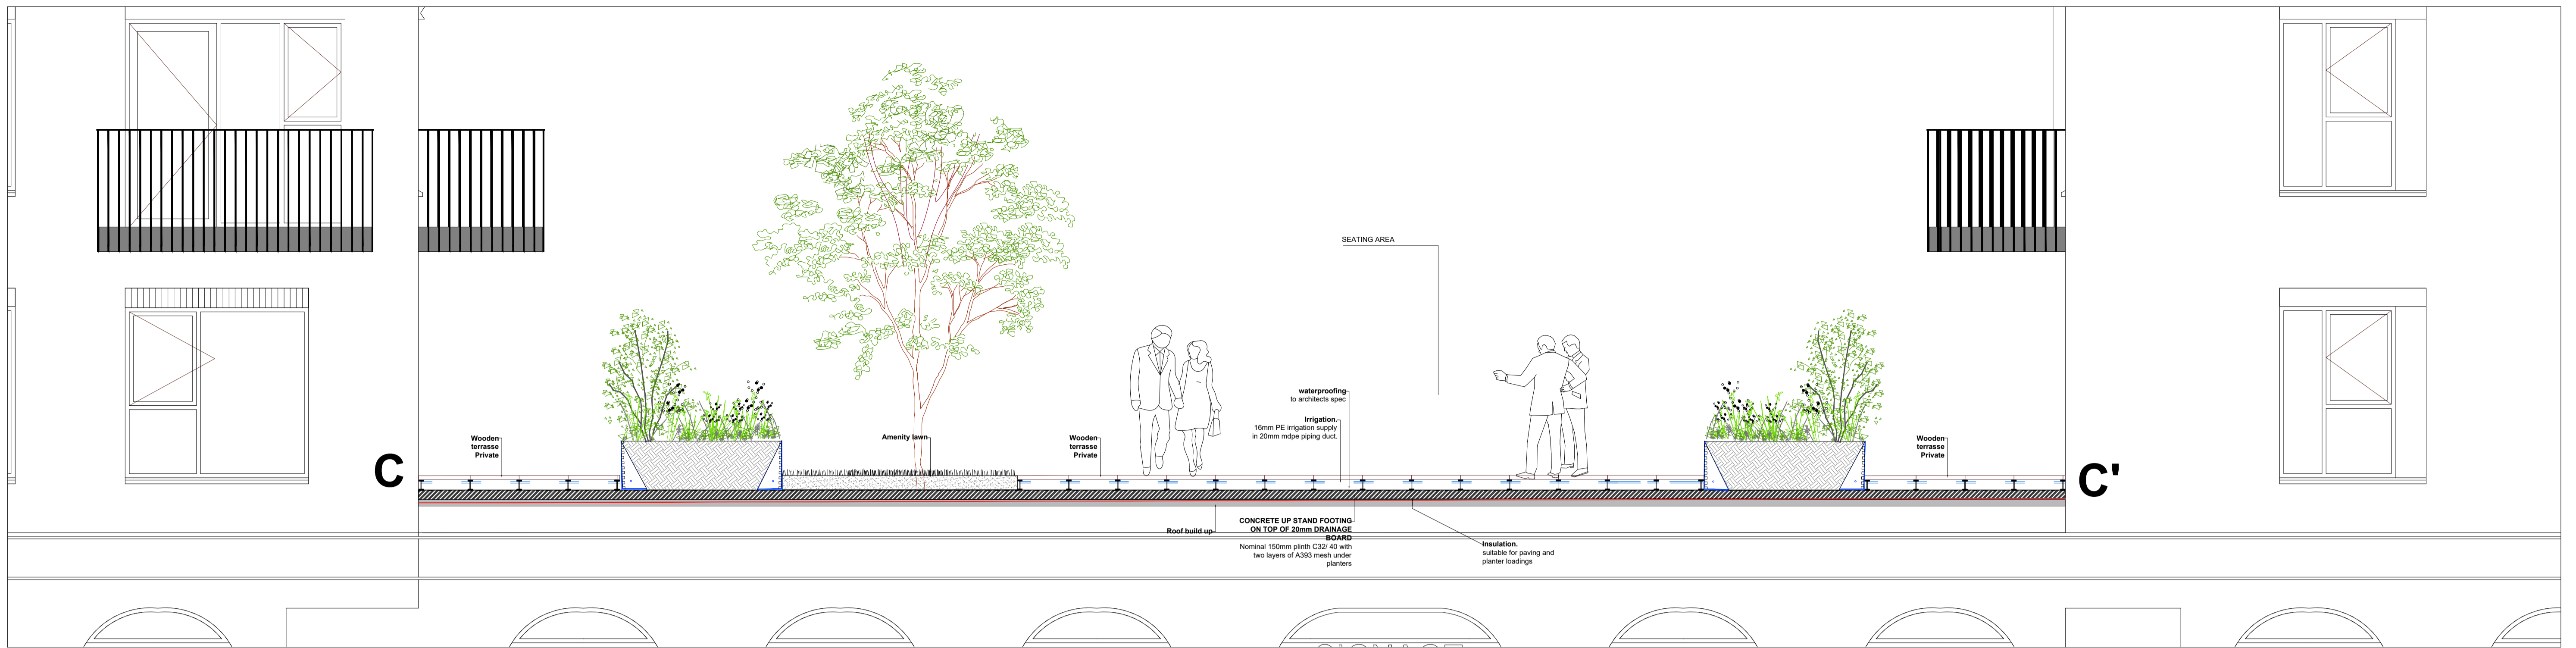 SEATING AREA
waterproofing
to architects spec
Irrigation.
16mm PE irrigation supply
in 20mm mdpe piping duct.
Wooden
terrasse
Private
Amenity lawn
Wooden
terrasse
Private
Wooden
terrasse
Private
C
C'
Roof build up
CONCRETE UP STAND FOOTING
ON TOP OF 20mm DRAINAGE
BOARD
Nominal 150mm plinth C32/ 40 with
two layers of A393 mesh under
planters
Insulation.
suitable for paving and
planter loadings